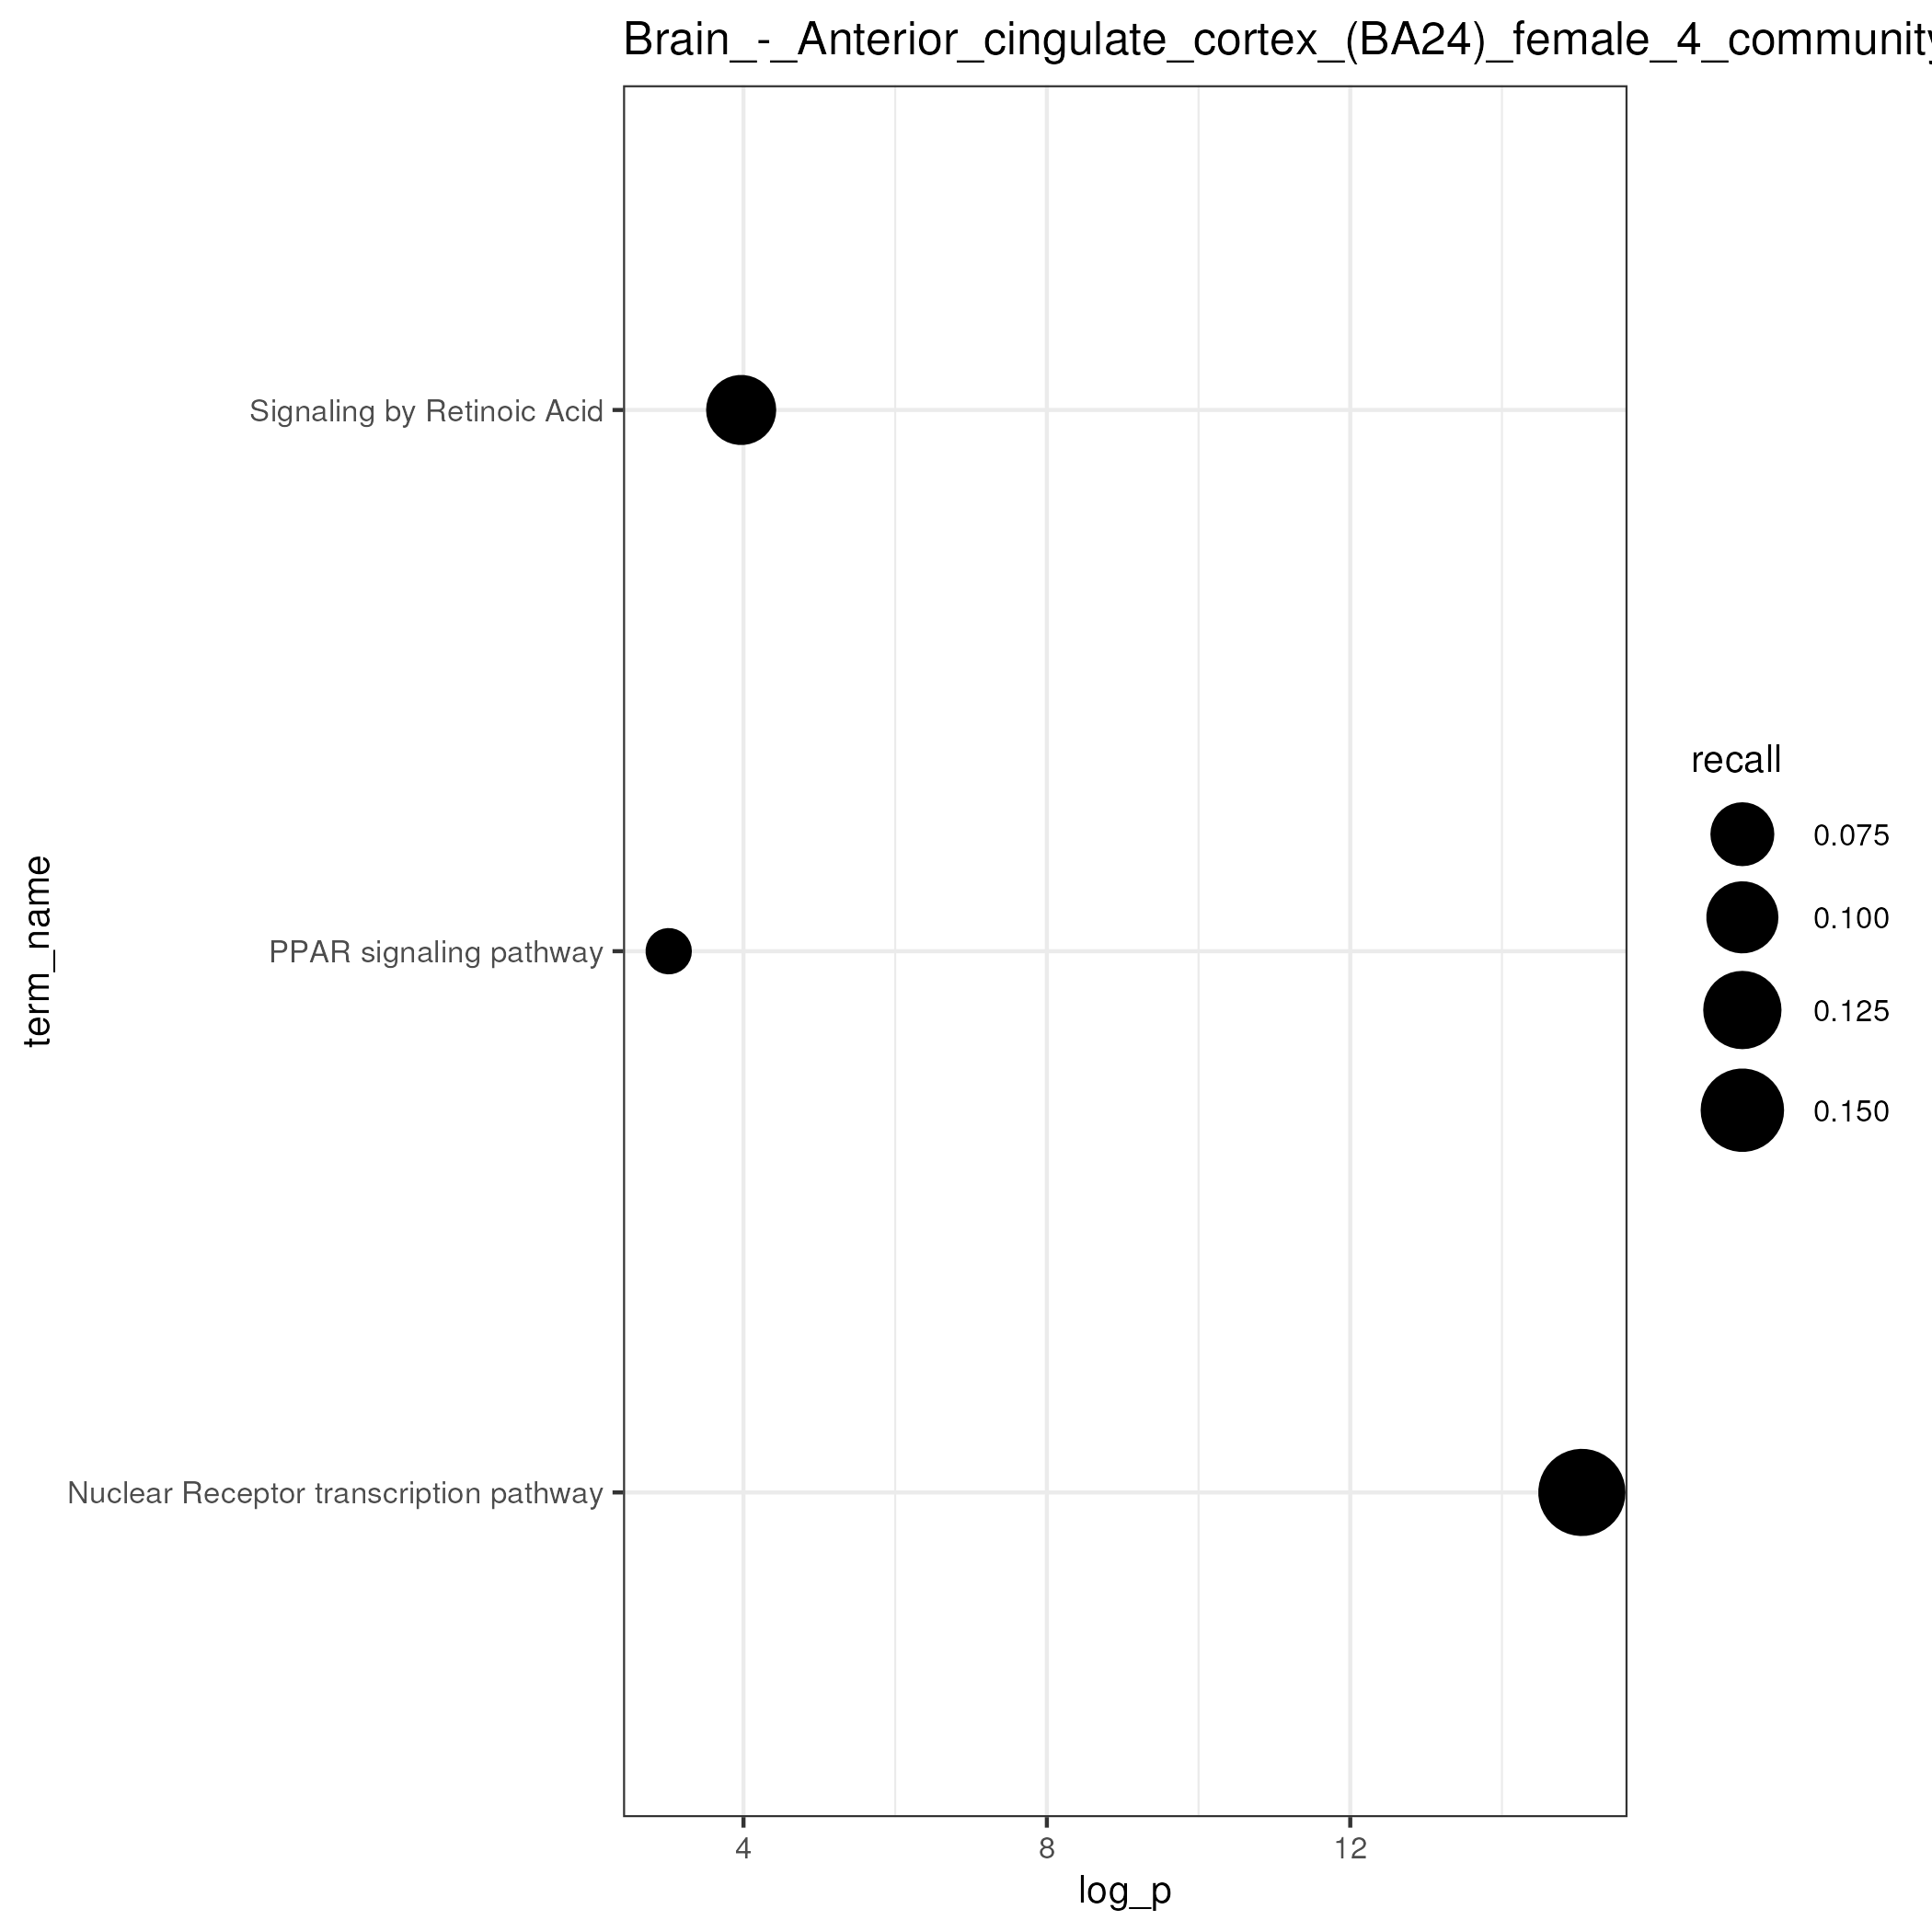 Brain_-_Anterior_cingulate_cortex_(BA24)_female_4_community
Signaling by Retinoic Acid
PPAR signaling pathway
Nuclear Receptor transcription pathway
term_name
4
8
12
log_p
recall
0.075
0.100
0.125
0.150